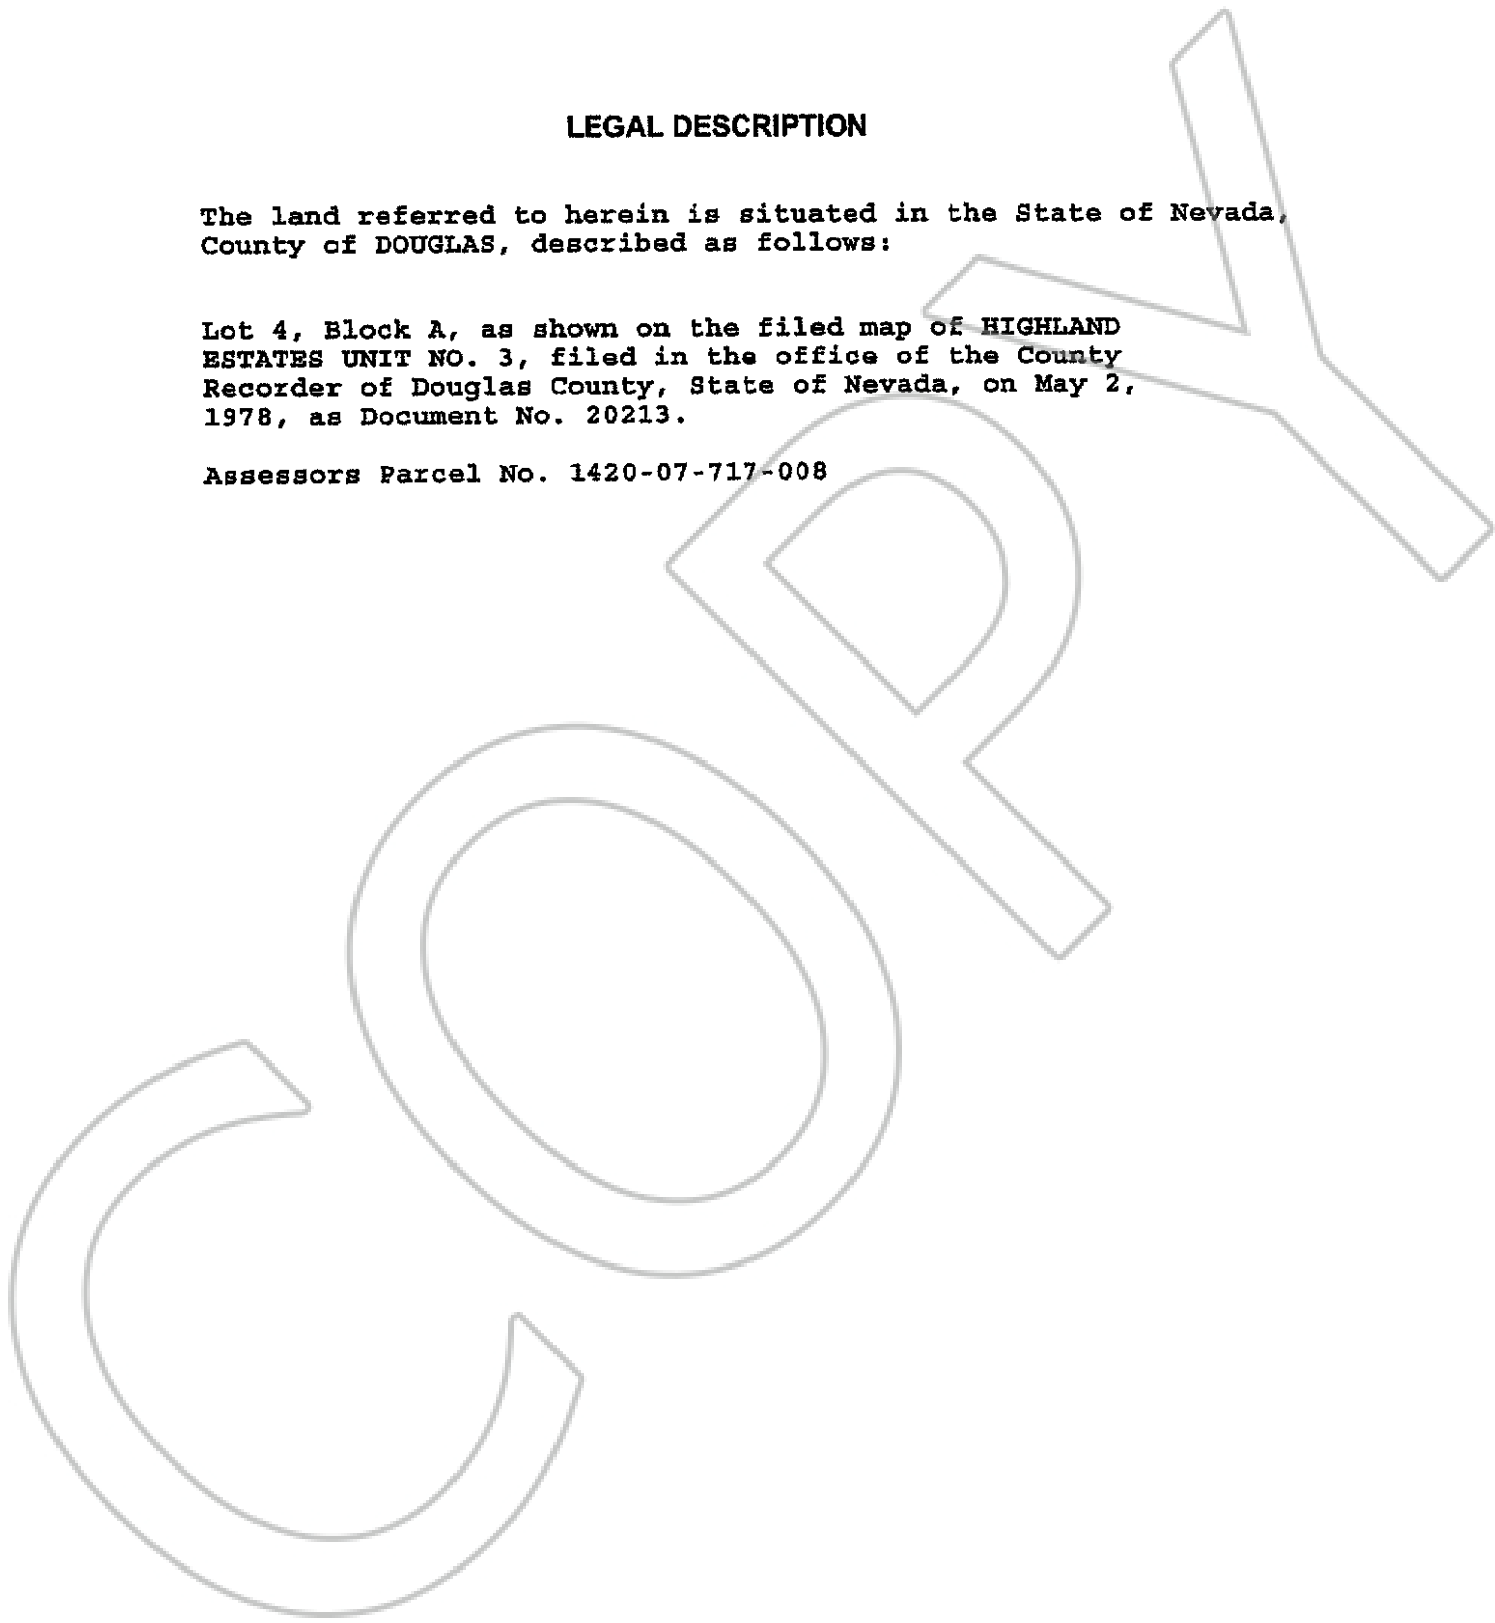 LEGAL DESCRIPTION
The land referred to herein is situated in the State of Nevada,
County of DOUGLAS, described as follows:
Lot 4, Block A, as shown on the filed map of HIGHLAND
ESTATES UNIT NO. 3, filed in the office of the County
Recorder of Douglas County, State of Nevada, on May 2,
1978, as Document No. 20213.
Assessors Parcel No. 1420-07-717-008
COPY